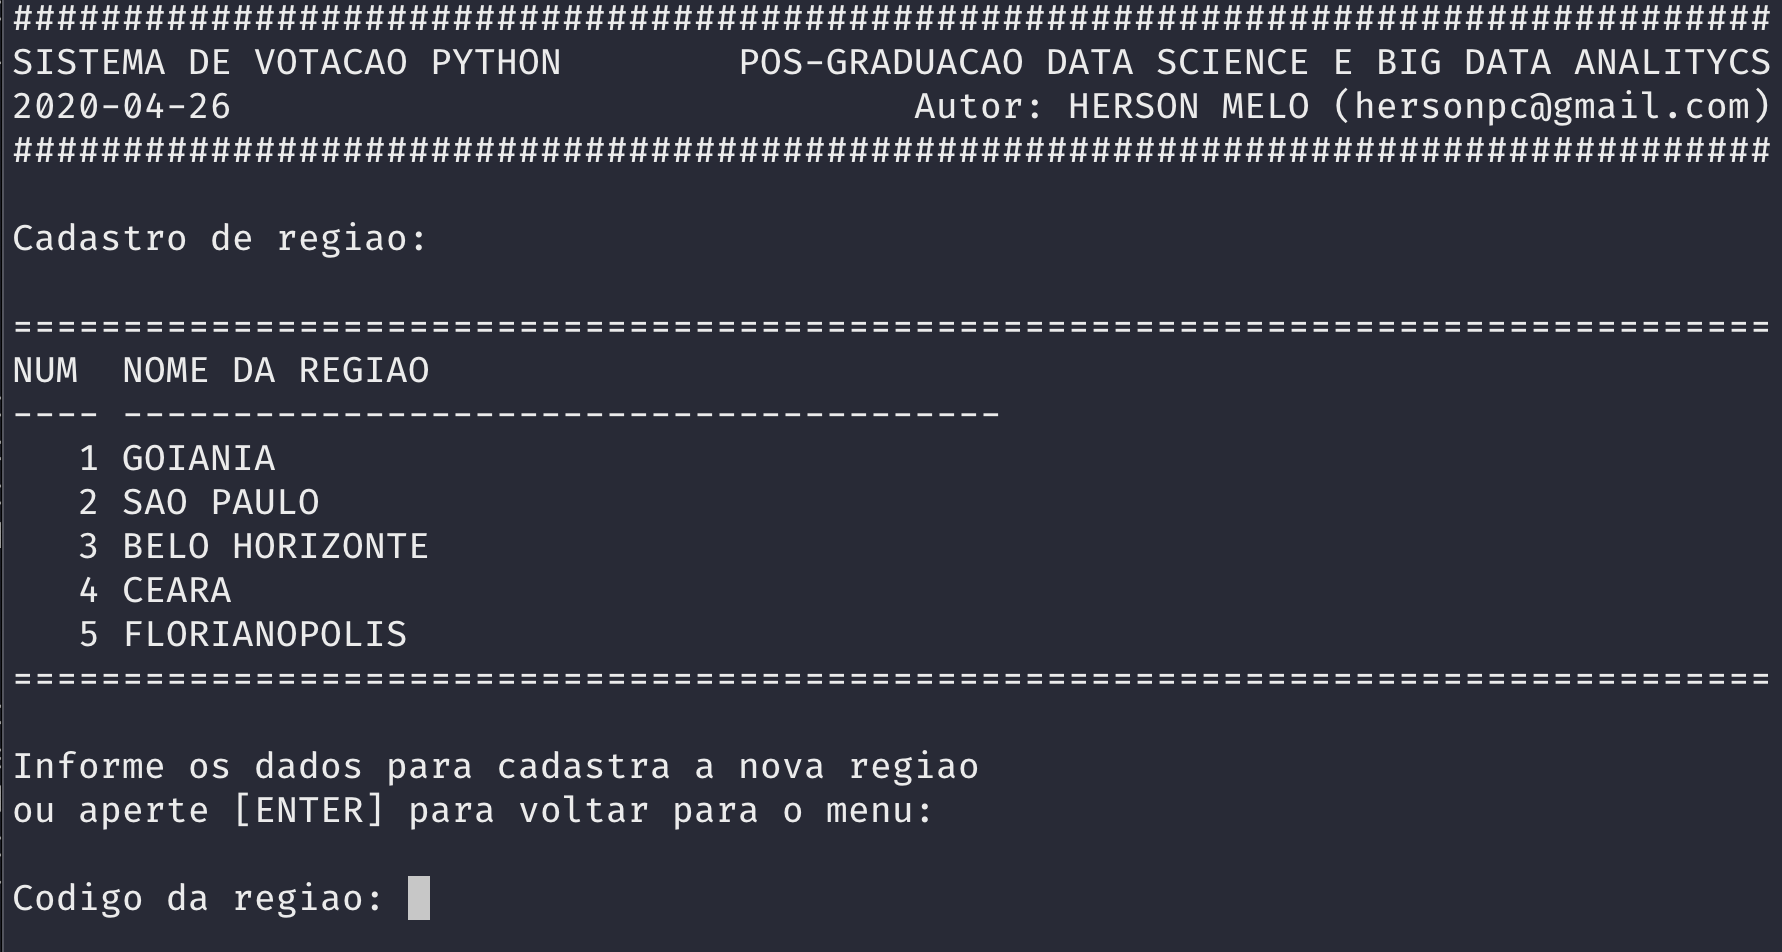 ################################################################################
SISTEMA DE VOTACAO PYTHON POS-GRADUACAO DATA SCIENCE E BIG DATA ANALITYCS
2020-04-26 Autor: HERSON MELO (hersonpc@gmail.com)
################################################################################
Cadastro de regiao:
================================================================================
NUM NOME DA REGIAO
---- ----------------------------------------
1 GOIANIA
2 SAO PAULO
3 BELO HORIZONTE
4 CEARA
5 FLORIANOPOLIS
================================================================================
Informe os dados para cadastra a nova regiao
ou aperte [ENTER] para voltar para o menu:
Codigo da regiao: